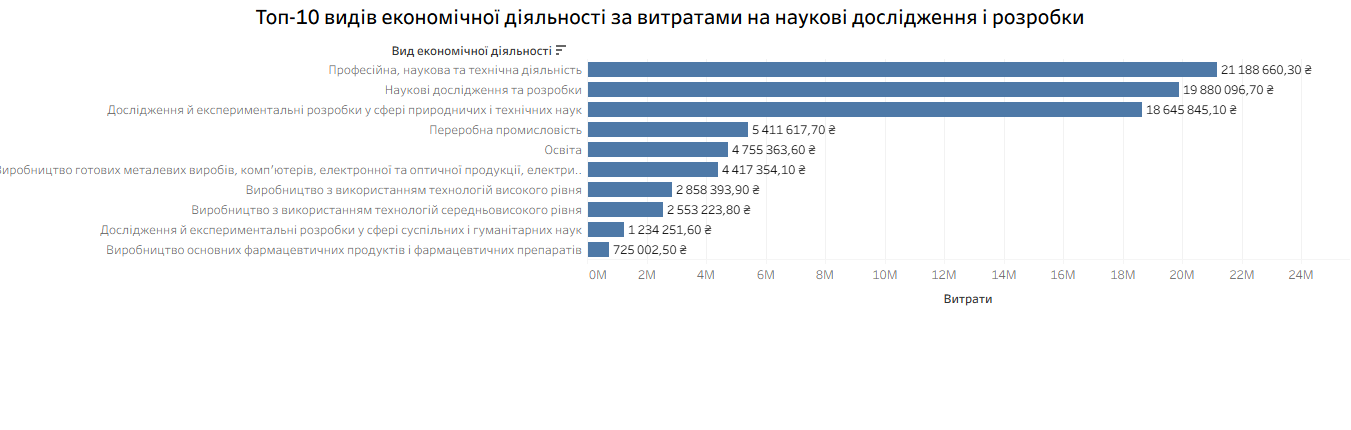 Топ-10 видів економічної діяльності за витратами на наукові дослідження і розробки
Вид економічної діяльності
Професійна, наукова та технічна діяльність 21 188 660,30 ₴
Наукові дослідження та розробки 19 880 096,70 ₴
Дослідження й експериментальні розробки у сфері природничих і технічних наук 18 645 845,10 ₴
Переробна промисловість 5 411 617,70 ₴
Освіта 4 755 363,60 ₴
Виробництво готових металевих виробів, комп’ютерів, електронної та оптичної продукції, електри.. 4 417 354,10 ₴
Виробництво з використанням технологій високого рівня 2 858 393,90 ₴
Виробництво з використанням технологій середньовисокого рівня 2 553 223,80 ₴
Дослідження й експериментальні розробки у сфері суспільних і гуманітарних наук 1 234 251,60 ₴
Виробництво основних фармацевтичних продуктів і фармацевтичних препаратів 725 002,50 ₴
0M 2M 4M 6M 8M 10M 12M 14M 16M 18M 20M 22M 24M
Витрати